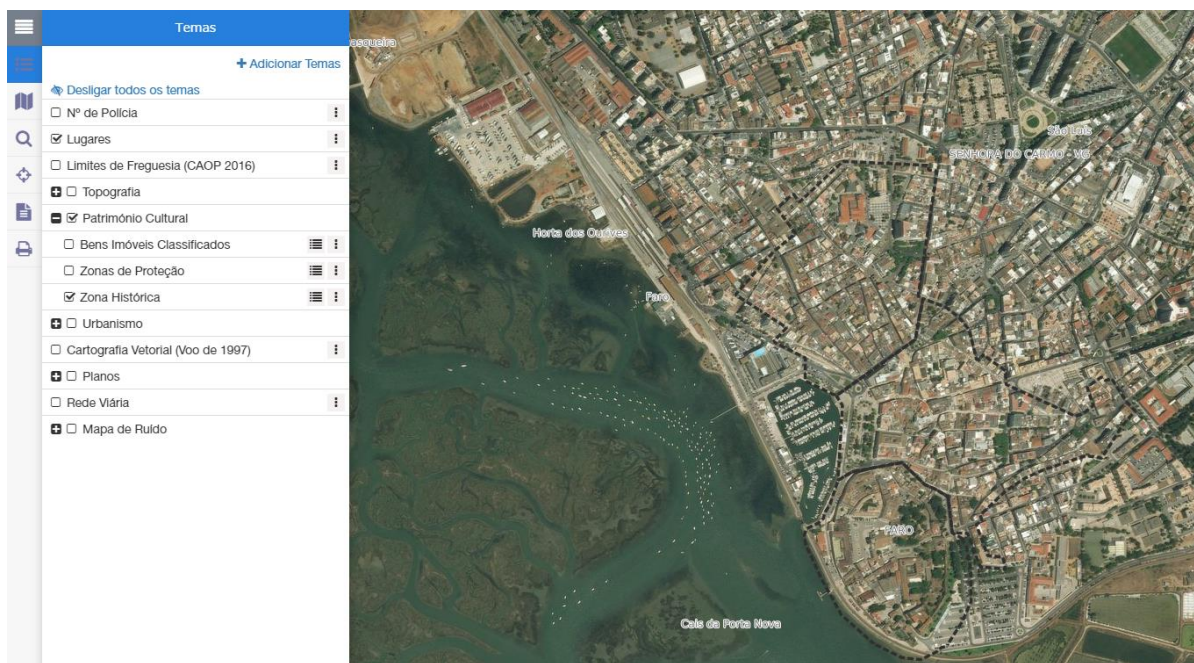 Temas
+ Adicionar Temas
Desligar todos os temas
Nº de Polícia
Lugares
Limites de Freguesia (CAOP 2016)
Topografia
Património Cultural
Bens Imóveis Classificados
Zonas de Proteção
Zona Histórica
Urbanismo
Cartografia Vetorial (Voo de 1997)
Planos
Rede Viária
Mapa de Ruído
asqueira
São Luís
SENHORA DO CARMO - VG
Horta dos Ourives
Faro
FARO
Cais da Porta Nova